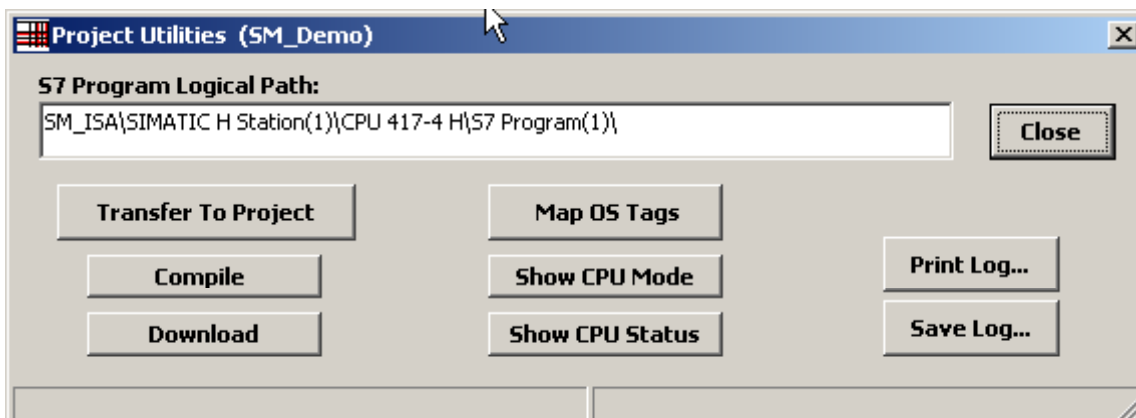 Project Utilities (SM_Demo)
S7 Program Logical Path:
SM_ISA\SIMATIC H Station(1)\CPU 417-4 H\S7 Program(1)\
Close
Transfer To Project
Map OS Tags
Compile
Show CPU Mode
Print Log...
Download
Show CPU Status
Save Log...